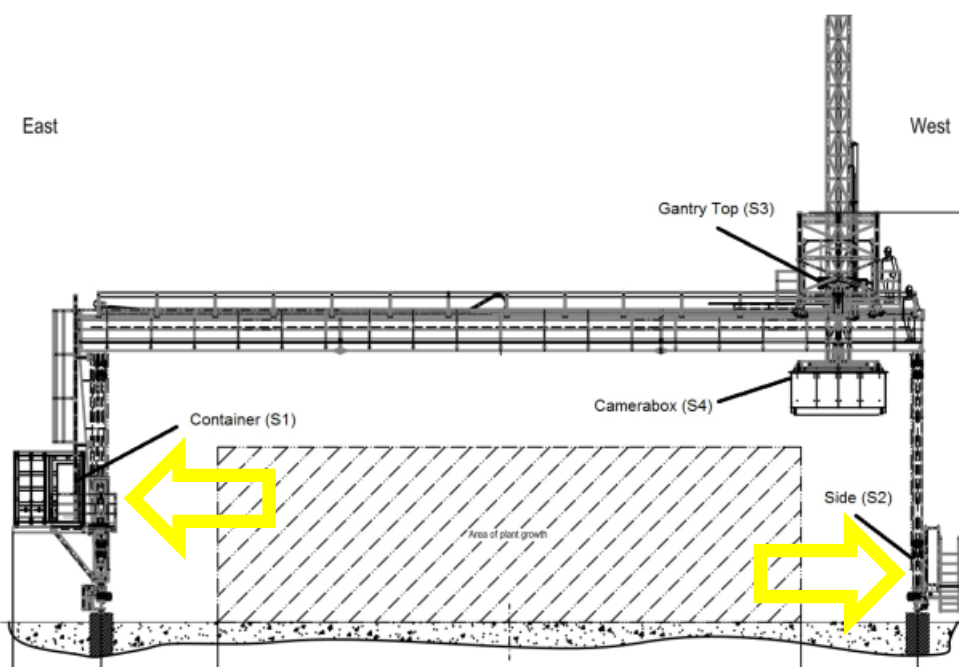 East
West
Gantry Top (S3)
Camerabox (S4)
Container (S1)
Side (S2)
Area of plant growth